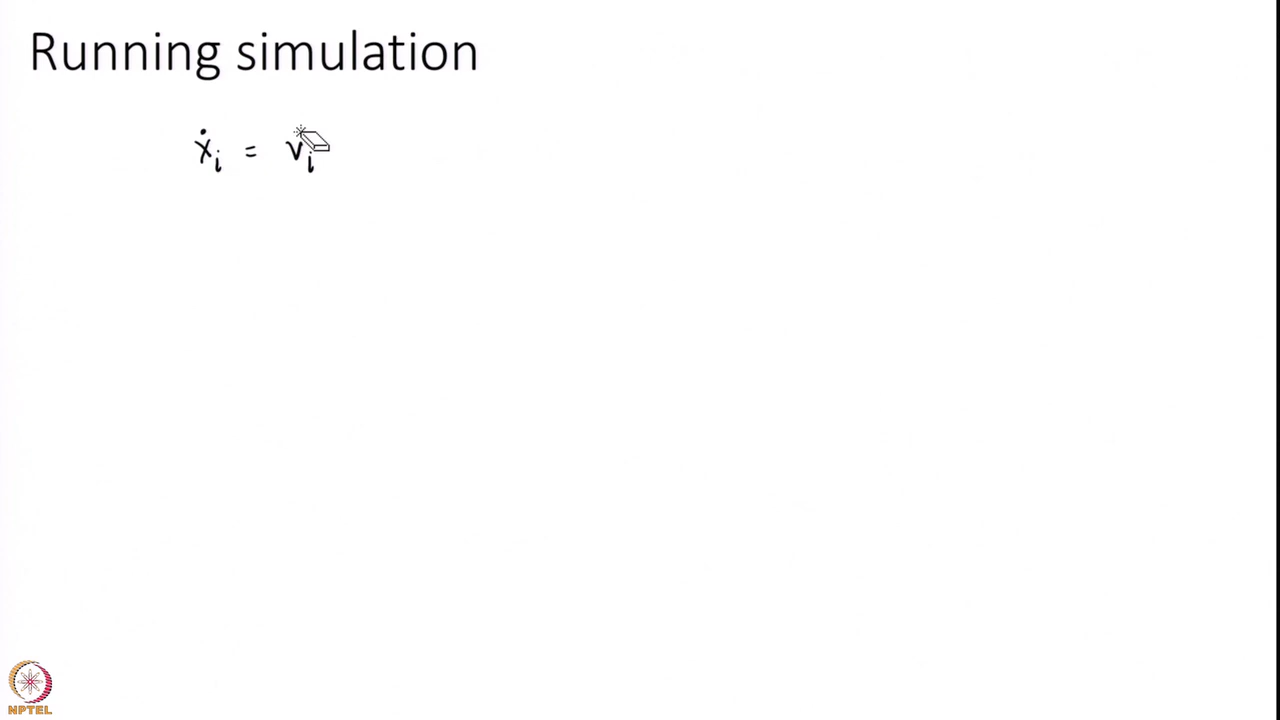 Running simulation
ẋᵢ = vᵢ
NPTEL